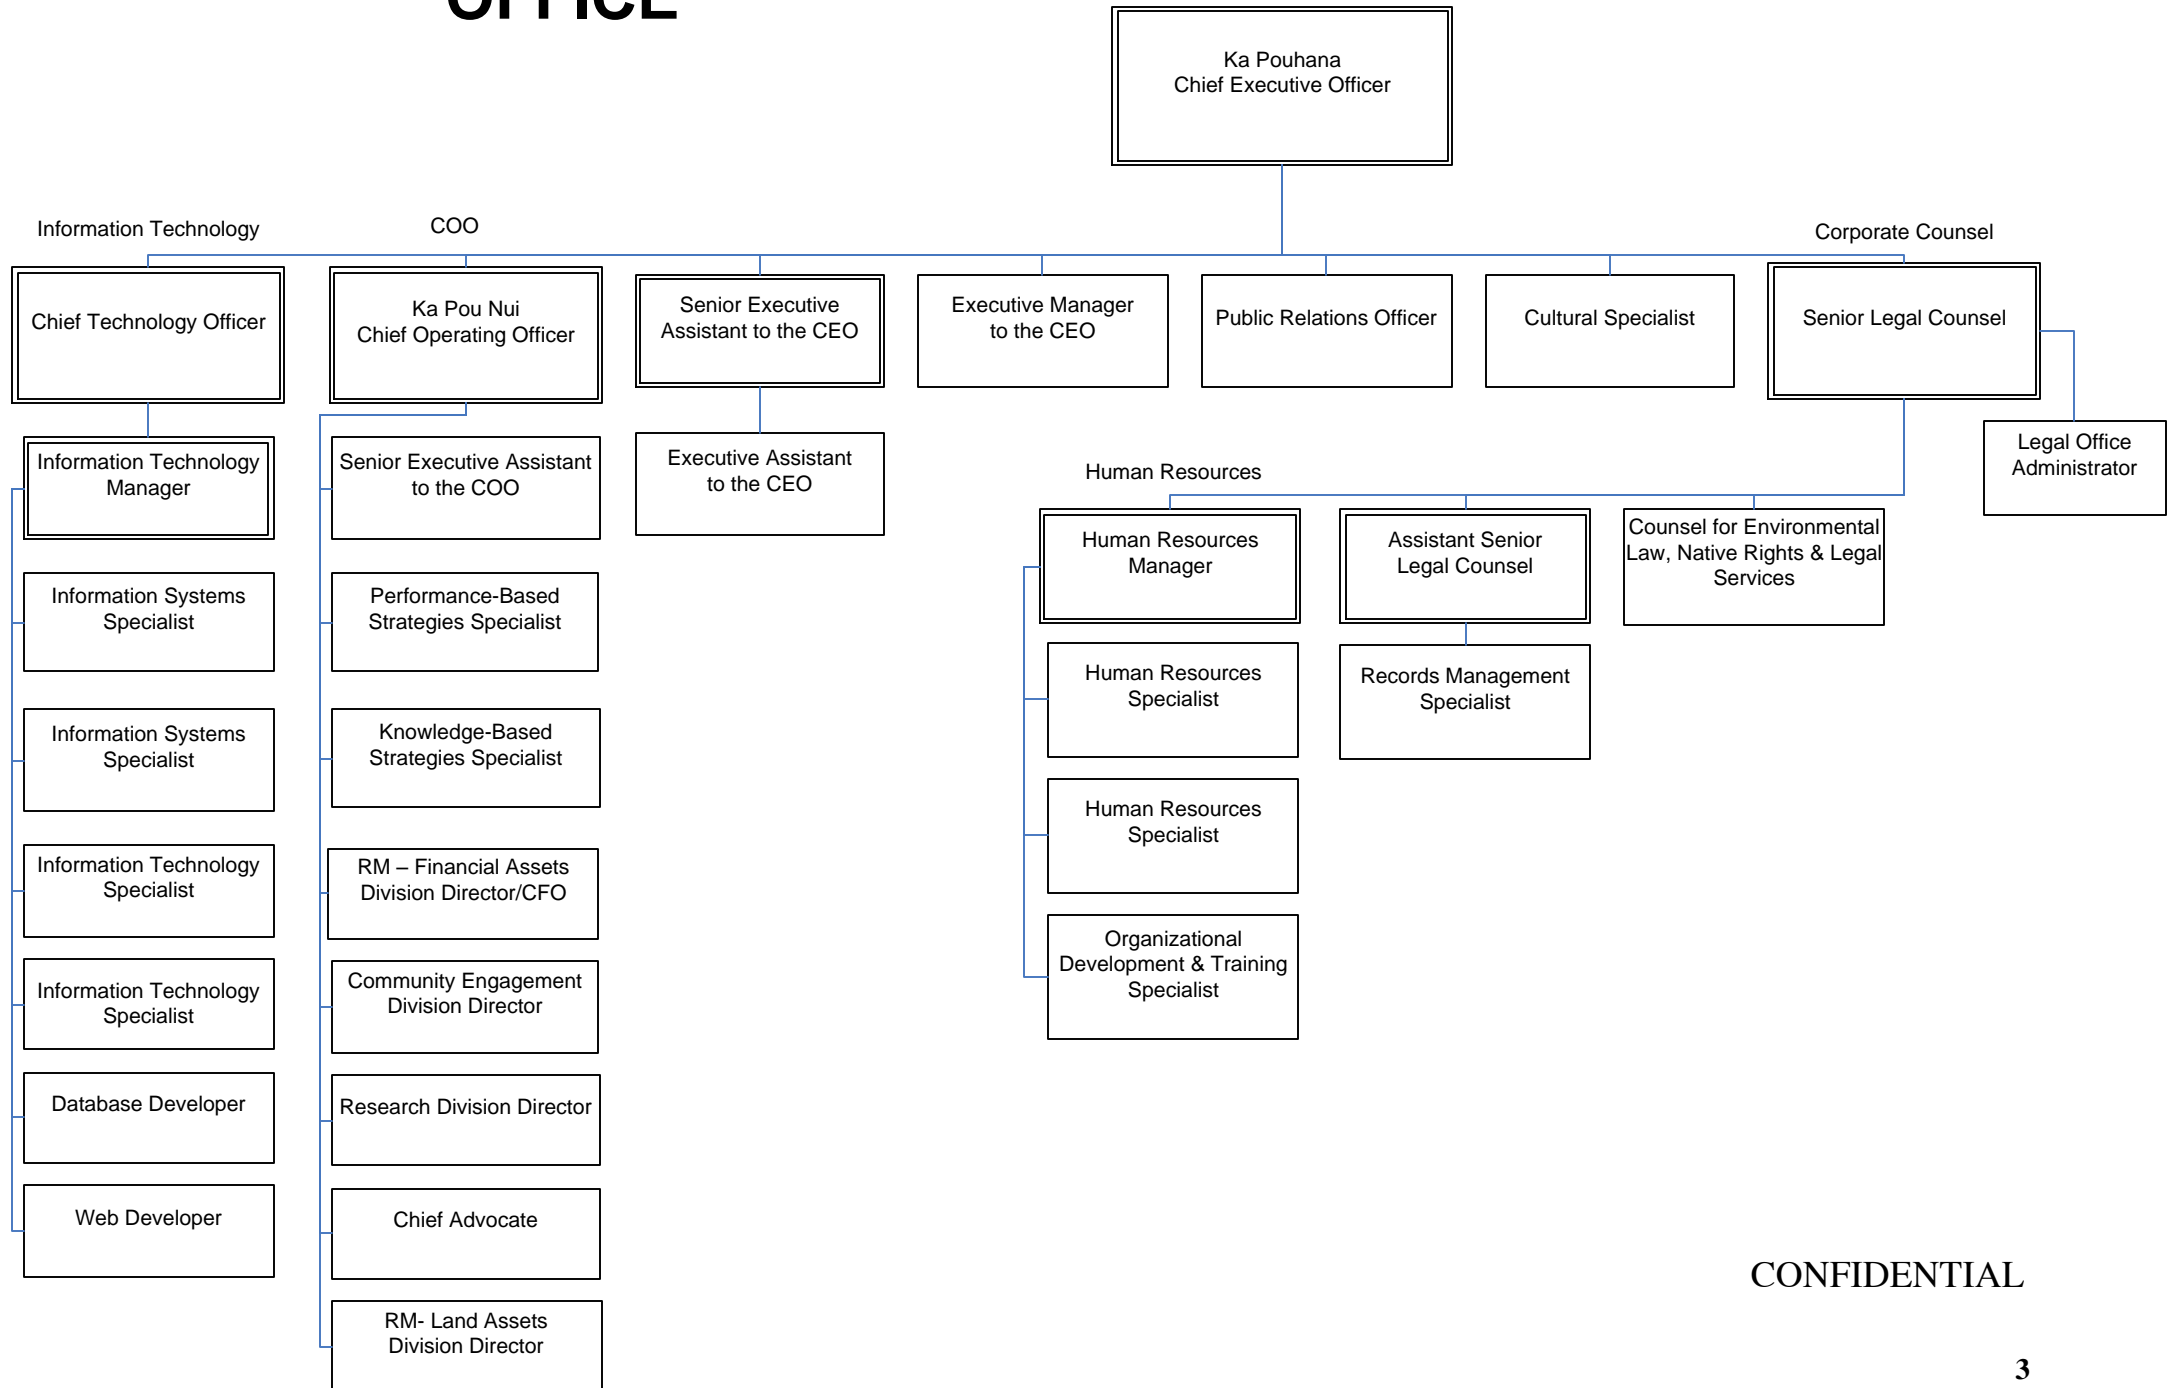 OFFICE
Ka Pouhana
Chief Executive Officer
Information Technology
COO
Corporate Counsel
Chief Technology Officer
Ka Pou Nui
Chief Operating Officer
Senior Executive
Assistant to the CEO
Executive Manager
to the CEO
Public Relations Officer
Cultural Specialist
Senior Legal Counsel
Legal Office
Administrator
Information Technology
Manager
Information Systems
Specialist
Information Systems
Specialist
Information Technology
Specialist
Information Technology
Specialist
Database Developer
Web Developer
Senior Executive Assistant
to the COO
Performance-Based
Strategies Specialist
Knowledge-Based
Strategies Specialist
RM – Financial Assets
Division Director/CFO
Community Engagement
Division Director
Research Division Director
Chief Advocate
RM- Land Assets
Division Director
Executive Assistant
to the CEO
Human Resources
Human Resources
Manager
Human Resources
Specialist
Human Resources
Specialist
Organizational
Development & Training
Specialist
Assistant Senior
Legal Counsel
Records Management
Specialist
Counsel for Environmental
Law, Native Rights & Legal
Services
CONFIDENTIAL
3